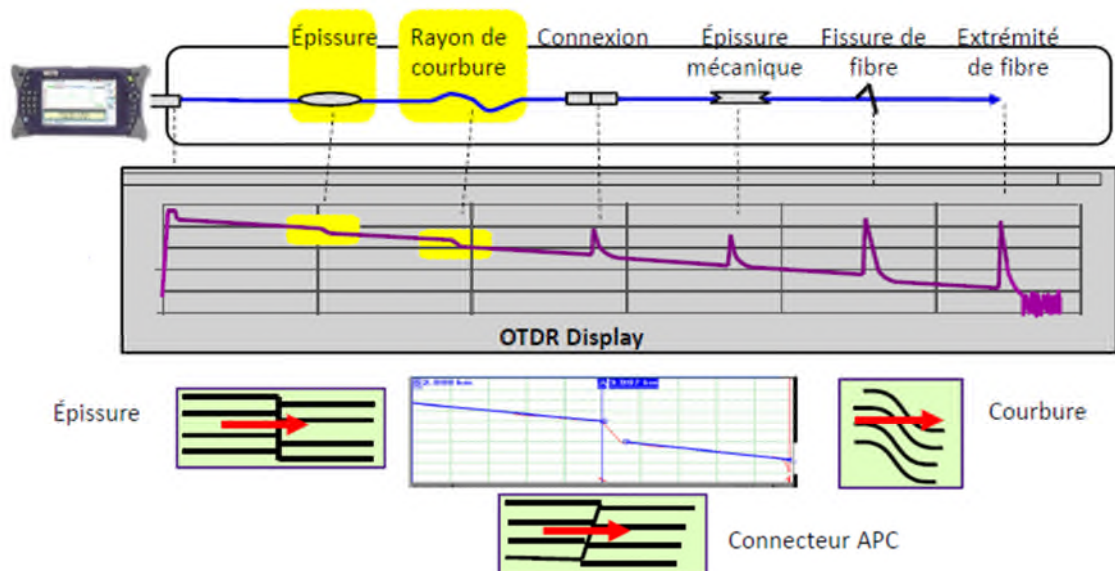 Épissure
Rayon de courbure
Connexion
Épissure mécanique
Fissure de fibre
Extrémité de fibre
OTDR Display
Épissure
Courbure
Connecteur APC